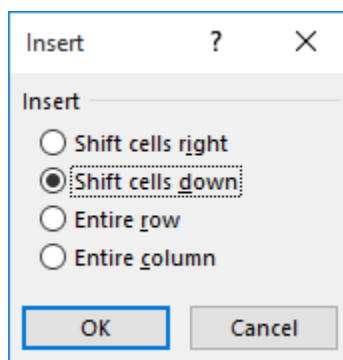 Insert ?
Insert
Shift cells right
Shift cells down
Entire row
Entire column
OK Cancel